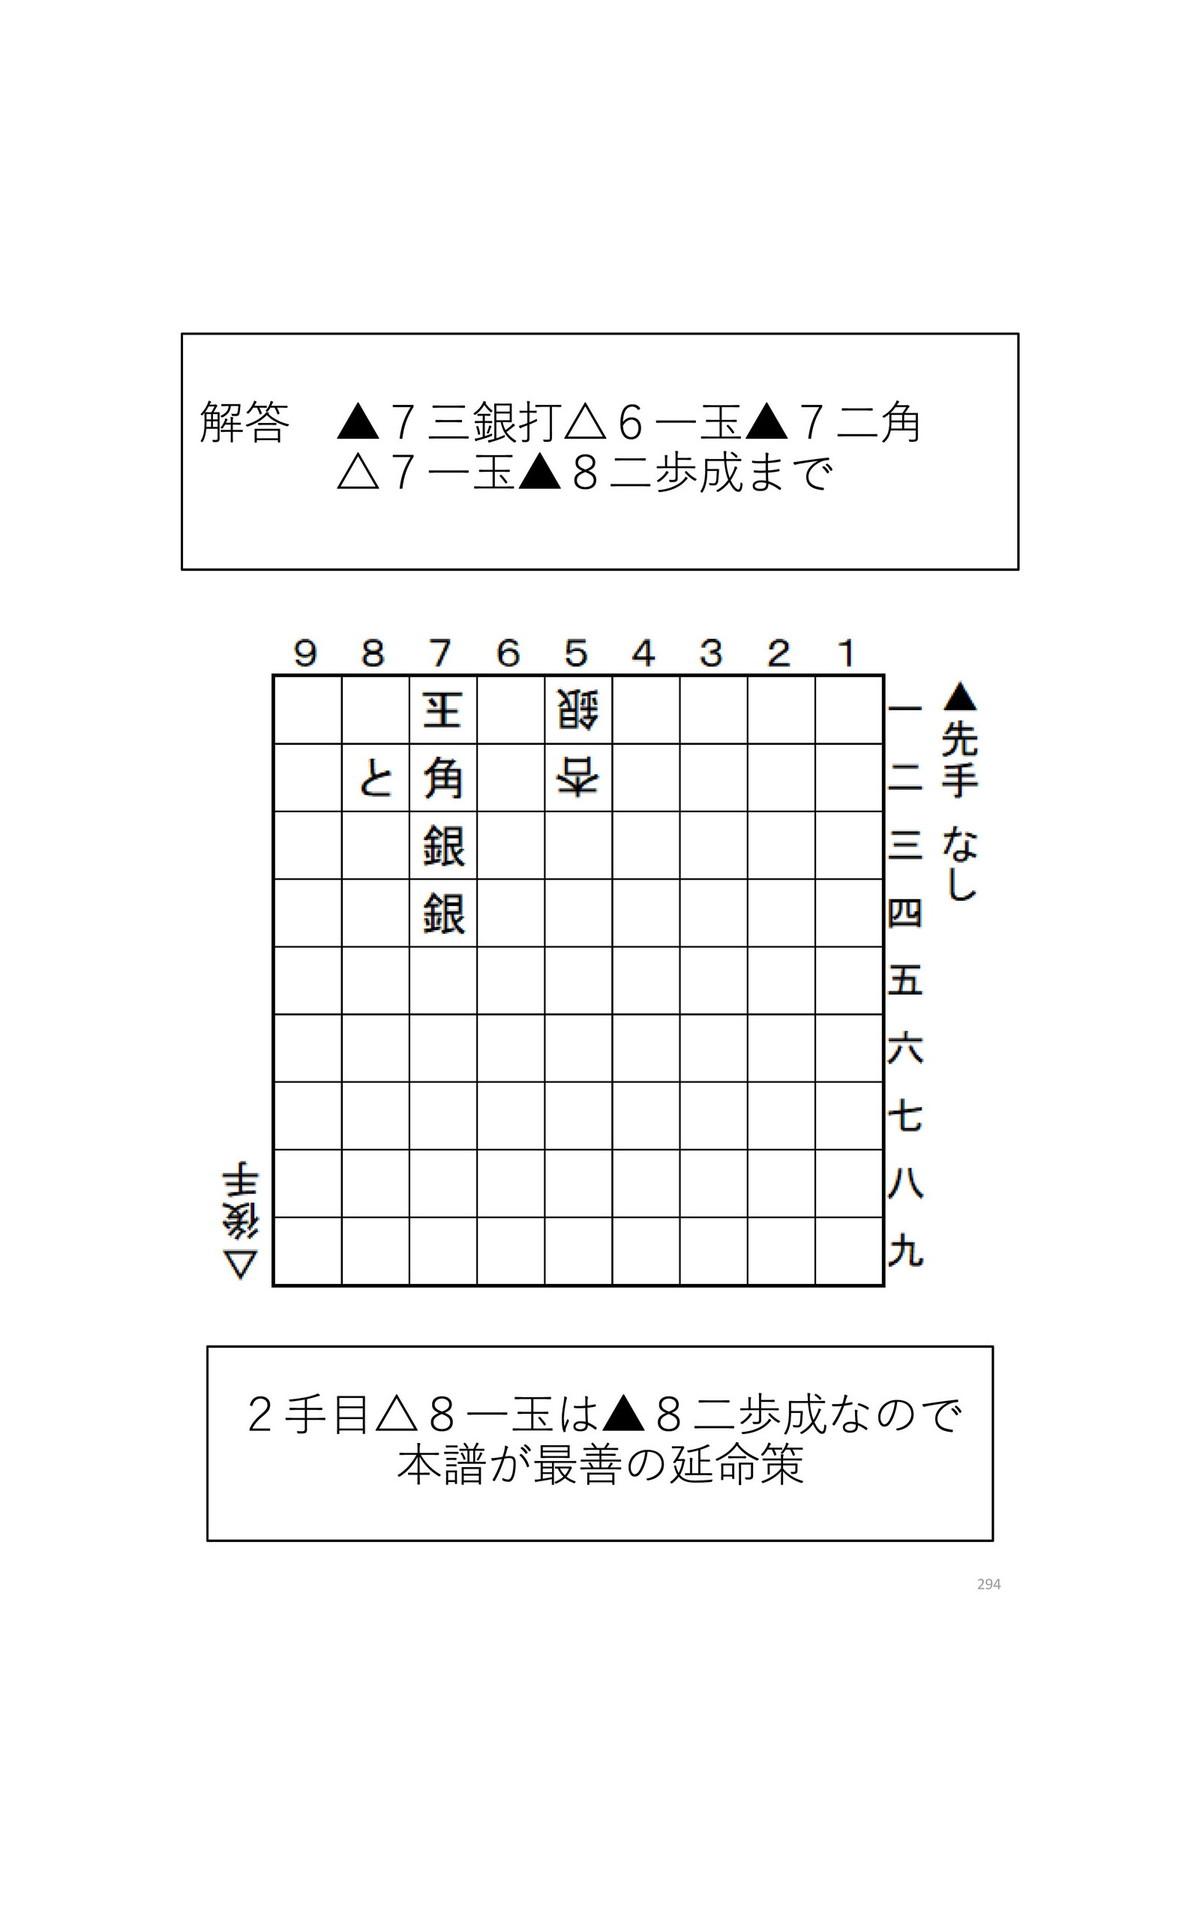 解答　▲７三銀打△６一玉▲７二角
△７一玉▲８二歩成まで
9 8 7 6 5 4 3 2 1
王 銀 一
と 角 杏 二
銀 三
銀 四
五
六
七
八
九
▲先手 なし
△後手
２手目△８一玉は▲８二歩成なので
本譜が最善の延命策
294